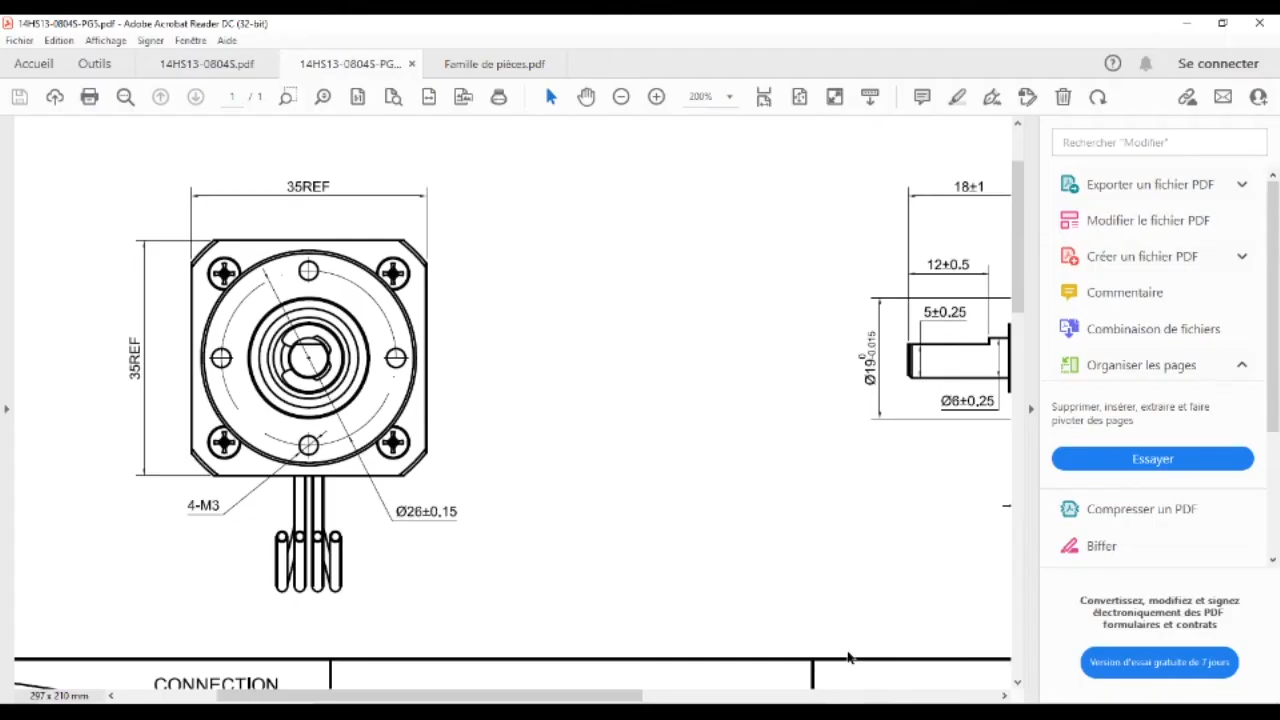 14HS13-0804S-PG5.pdf - Adobe Acrobat Reader DC (32-bit)
Fichier Edition Affichage Signer Fenêtre Aide
Accueil Outils 14HS13-0804S.pdf 14HS13-0804S-PG... × Famille de pièces.pdf Se connecter
1 / 1 200%
35REF
35REF
4-M3
Ø26±0.15
18±1
12±0.5
5±0.25
Ø19 0 -0.015
Ø6±0.25
CONNECTION
297 x 210 mm
Rechercher "Modifier"
Exporter un fichier PDF
Modifier le fichier PDF
Créer un fichier PDF
Commentaire
Combinaison de fichiers
Organiser les pages
Supprimer, insérer, extraire et faire
pivoter des pages
Essayer
Compresser un PDF
Biffer
Convertissez, modifiez et signez
électroniquement des PDF
formulaires et contrats
Version d'essai gratuite de 7 jours